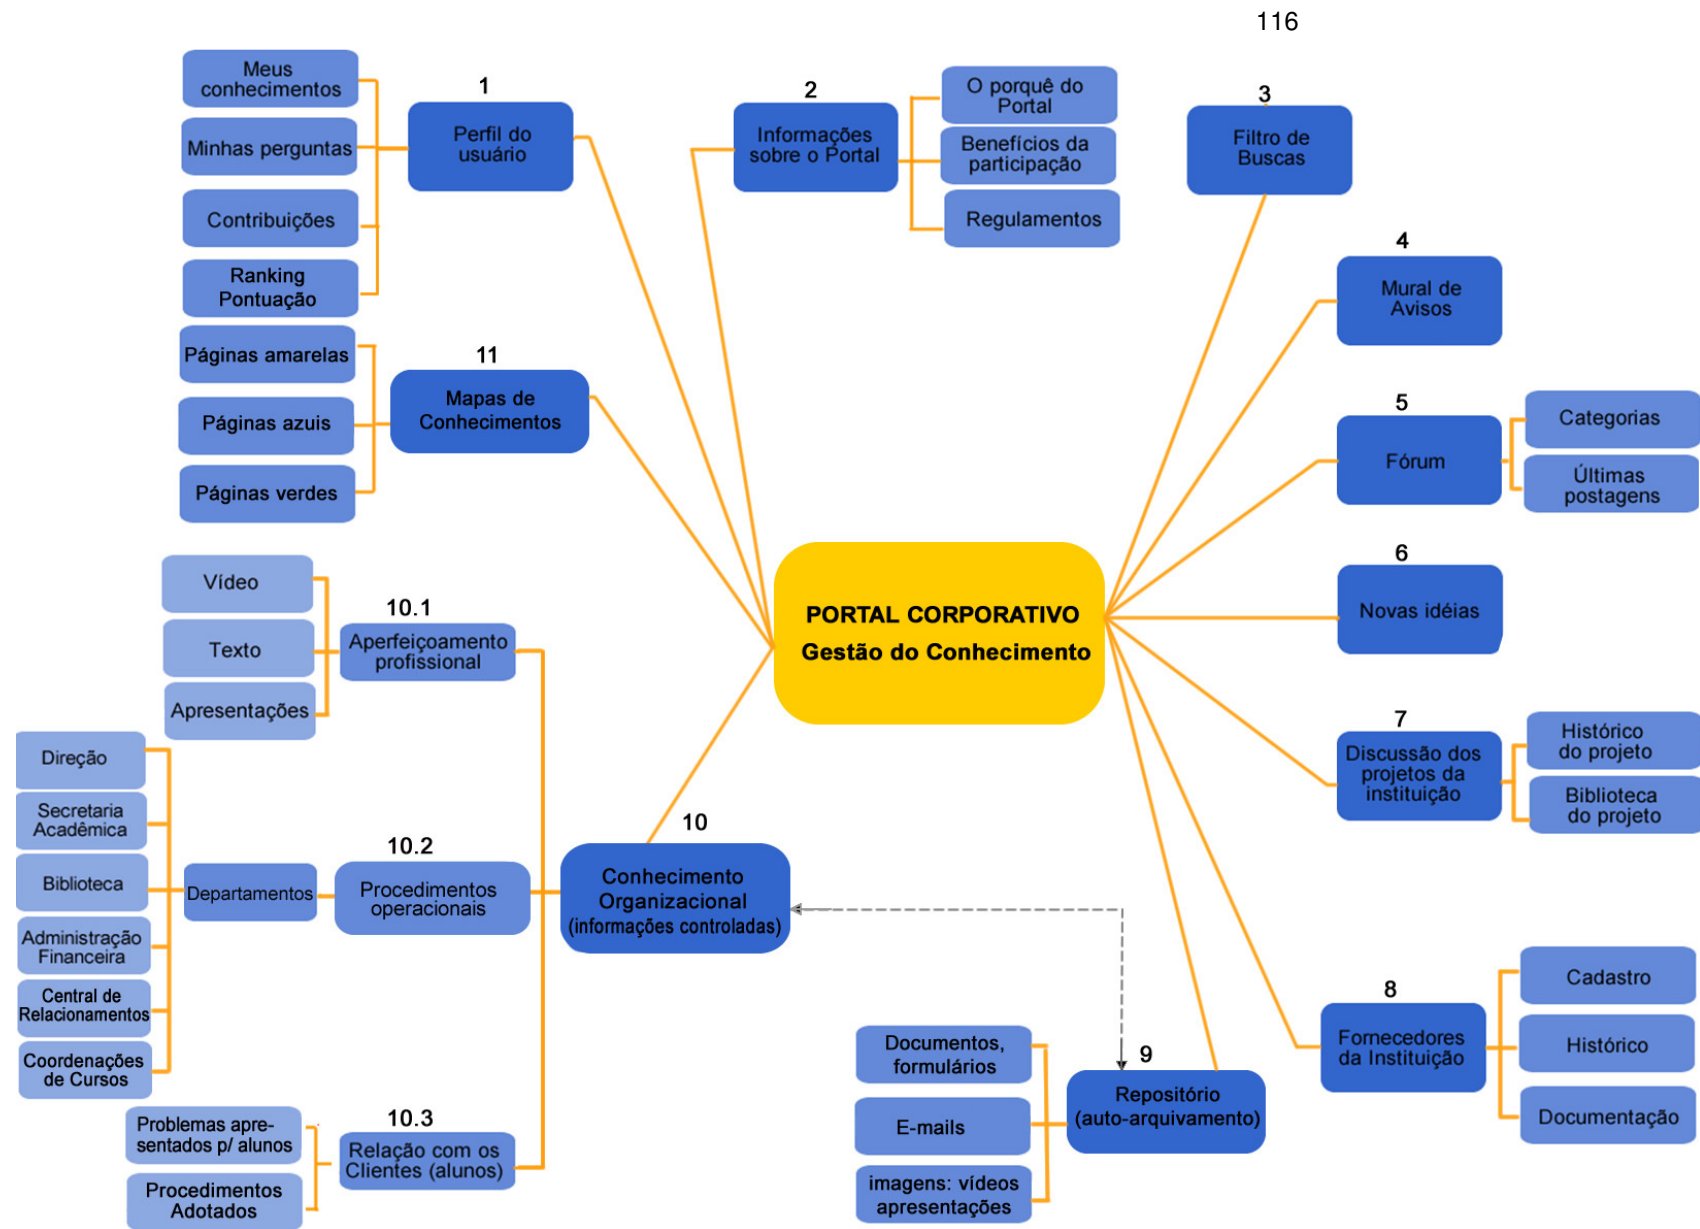 116
1
Perfil do
usuário
Meus
conhecimentos
Minhas perguntas
Contribuições
Ranking
Pontuação
2
Informações
sobre o Portal
O porquê do
Portal
Benefícios da
participação
Regulamentos
3
Filtro de
Buscas
4
Mural de
Avisos
5
Fórum
Categorias
Últimas
postagens
6
Novas idéias
7
Discussão dos
projetos da
instituição
Histórico
do projeto
Biblioteca
do projeto
8
Fornecedores
da Instituição
Cadastro
Histórico
Documentação
9
Repositório
(auto-arquivamento)
Documentos,
formulários
E-mails
imagens: vídeos
apresentações
PORTAL CORPORATIVO
Gestão do Conhecimento
10
Conhecimento
Organizacional
(informações controladas)
10.1
Aperfeiçoamento
profissional
Vídeo
Texto
Apresentações
10.2
Procedimentos
operacionais
Departamentos
Direção
Secretaria
Acadêmica
Biblioteca
Administração
Financeira
Central de
Relacionamentos
Coordenações
de Cursos
10.3
Relação com os
Clientes (alunos)
Problemas apre-
sentados p/ alunos
Procedimentos
Adotados
11
Mapas de
Conhecimentos
Páginas amarelas
Páginas azuis
Páginas verdes